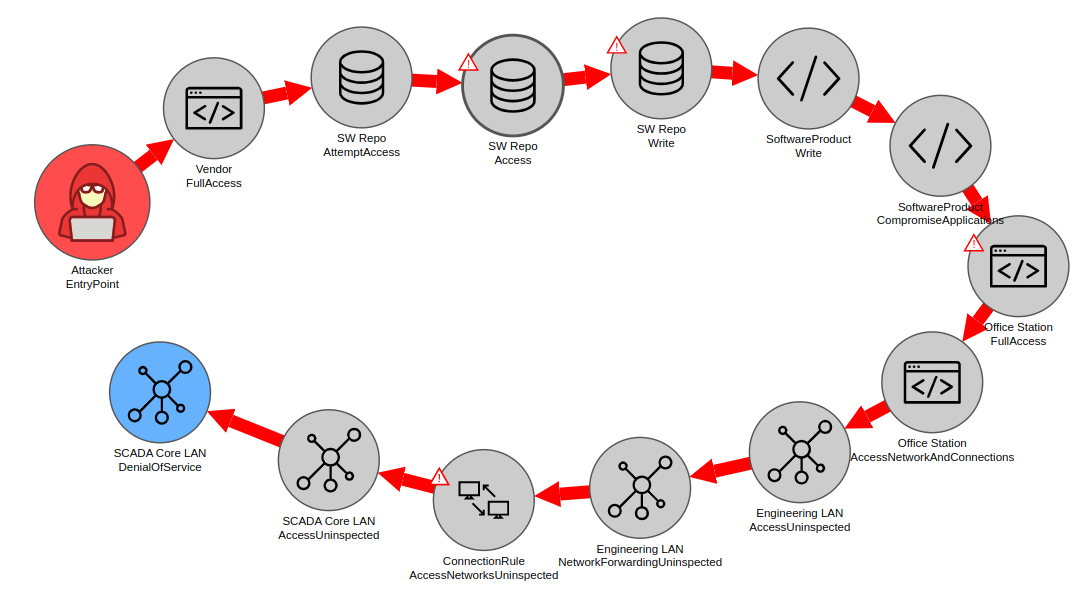 Attacker
EntryPoint
Vendor
FullAccess
SW Repo
AttemptAccess
SW Repo
Access
SW Repo
Write
SoftwareProduct
Write
SoftwareProduct
CompromiseApplications
Office Station
FullAccess
Office Station
AccessNetworkAndConnections
Engineering LAN
AccessUninspected
Engineering LAN
NetworkForwardingUninspected
ConnectionRule
AccessNetworksUninspected
SCADA Core LAN
AccessUninspected
SCADA Core LAN
DenialOfService